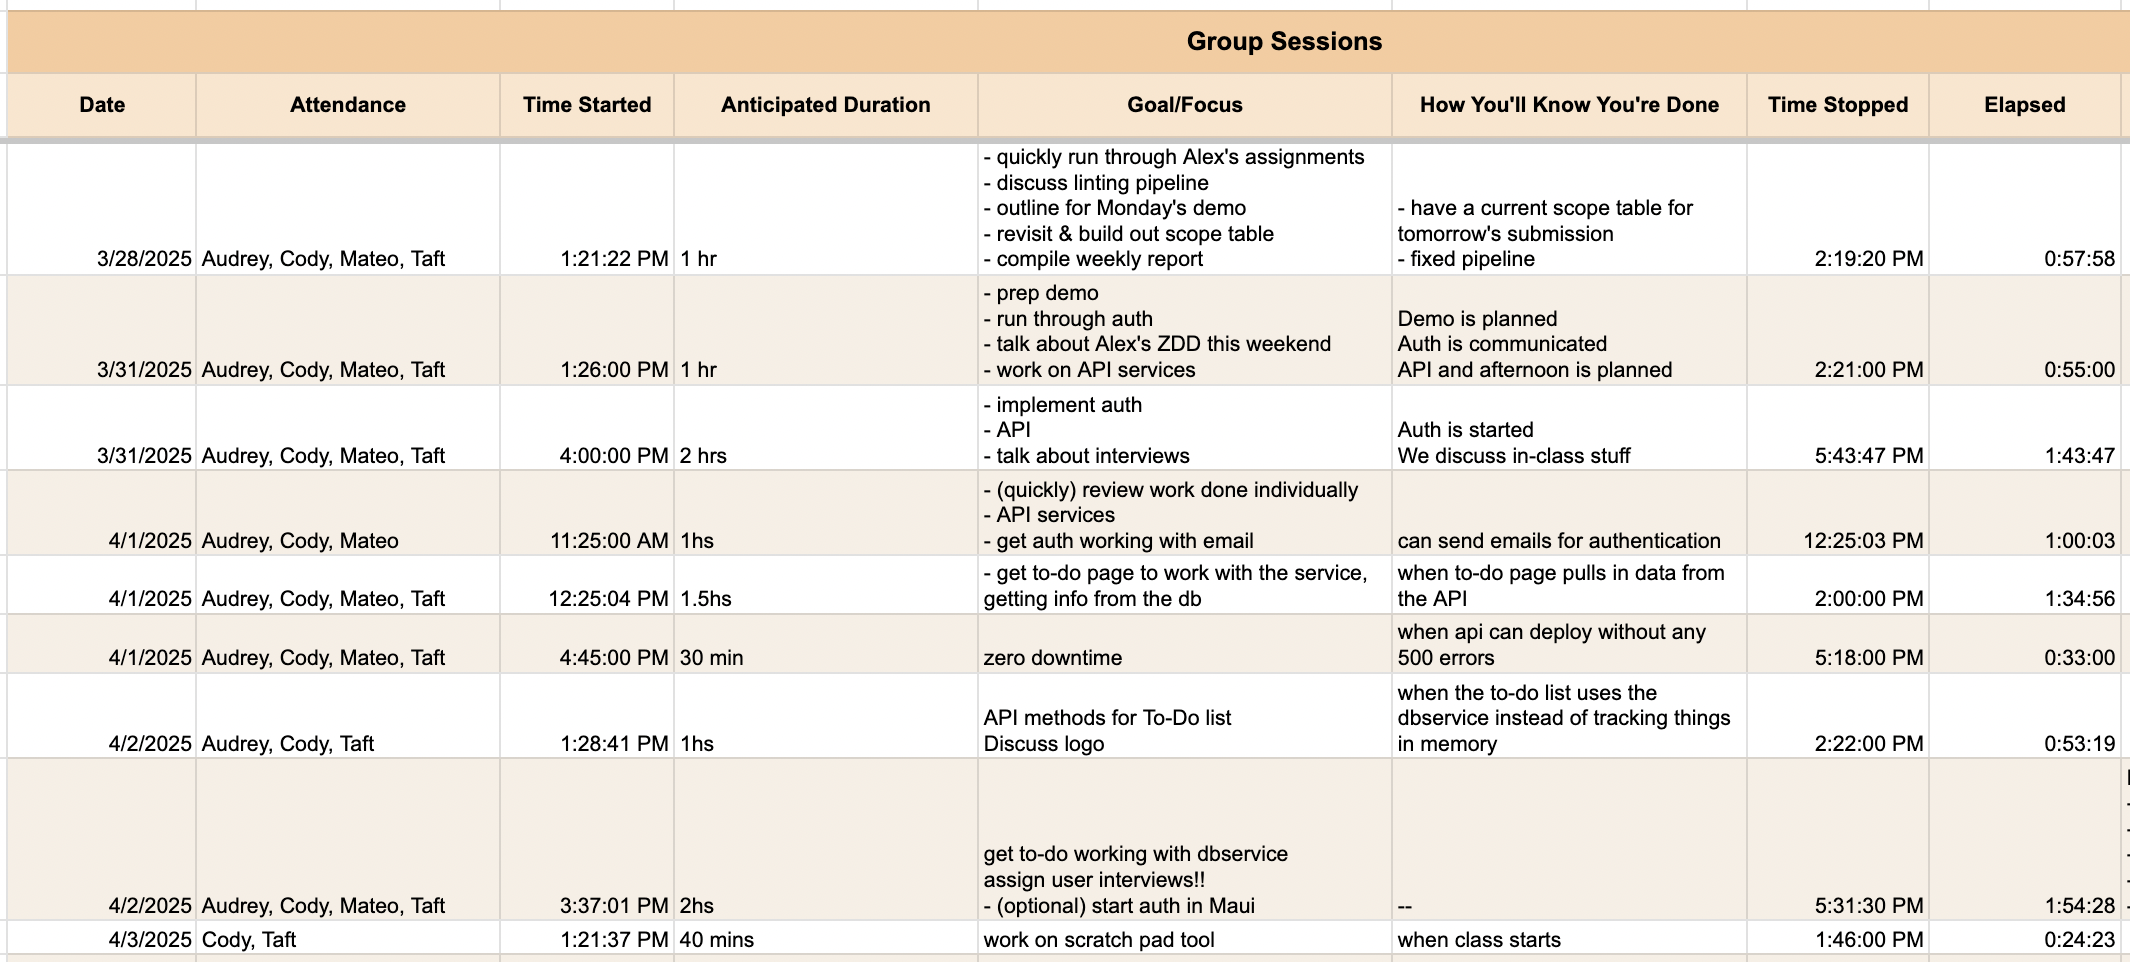 Group Sessions
Date Attendance Time Started Anticipated Duration Goal/Focus How You'll Know You're Done Time Stopped Elapsed
- quickly run through Alex's assignments
- discuss linting pipeline
- outline for Monday's demo
- revisit & build out scope table
- compile weekly report
- have a current scope table for
tomorrow's submission
- fixed pipeline
3/28/2025 Audrey, Cody, Mateo, Taft 1:21:22 PM 1 hr 2:19:20 PM 0:57:58
- prep demo
- run through auth
- talk about Alex's ZDD this weekend
- work on API services
Demo is planned
Auth is communicated
API and afternoon is planned
3/31/2025 Audrey, Cody, Mateo, Taft 1:26:00 PM 1 hr 2:21:00 PM 0:55:00
- implement auth
- API
- talk about interviews
Auth is started
We discuss in-class stuff
3/31/2025 Audrey, Cody, Mateo, Taft 4:00:00 PM 2 hrs 5:43:47 PM 1:43:47
- (quickly) review work done individually
- API services
- get auth working with email
can send emails for authentication
4/1/2025 Audrey, Cody, Mateo 11:25:00 AM 1hs 12:25:03 PM 1:00:03
- get to-do page to work with the service,
getting info from the db
when to-do page pulls in data from
the API
4/1/2025 Audrey, Cody, Mateo, Taft 12:25:04 PM 1.5hs 2:00:00 PM 1:34:56
zero downtime
when api can deploy without any
500 errors
4/1/2025 Audrey, Cody, Mateo, Taft 4:45:00 PM 30 min 5:18:00 PM 0:33:00
API methods for To-Do list
Discuss logo
when the to-do list uses the
dbservice instead of tracking things
in memory
4/2/2025 Audrey, Cody, Taft 1:28:41 PM 1hs 2:22:00 PM 0:53:19
get to-do working with dbservice
assign user interviews!!
- (optional) start auth in Maui
--
4/2/2025 Audrey, Cody, Mateo, Taft 3:37:01 PM 2hs 5:31:30 PM 1:54:28
4/3/2025 Cody, Taft 1:21:37 PM 40 mins work on scratch pad tool when class starts 1:46:00 PM 0:24:23